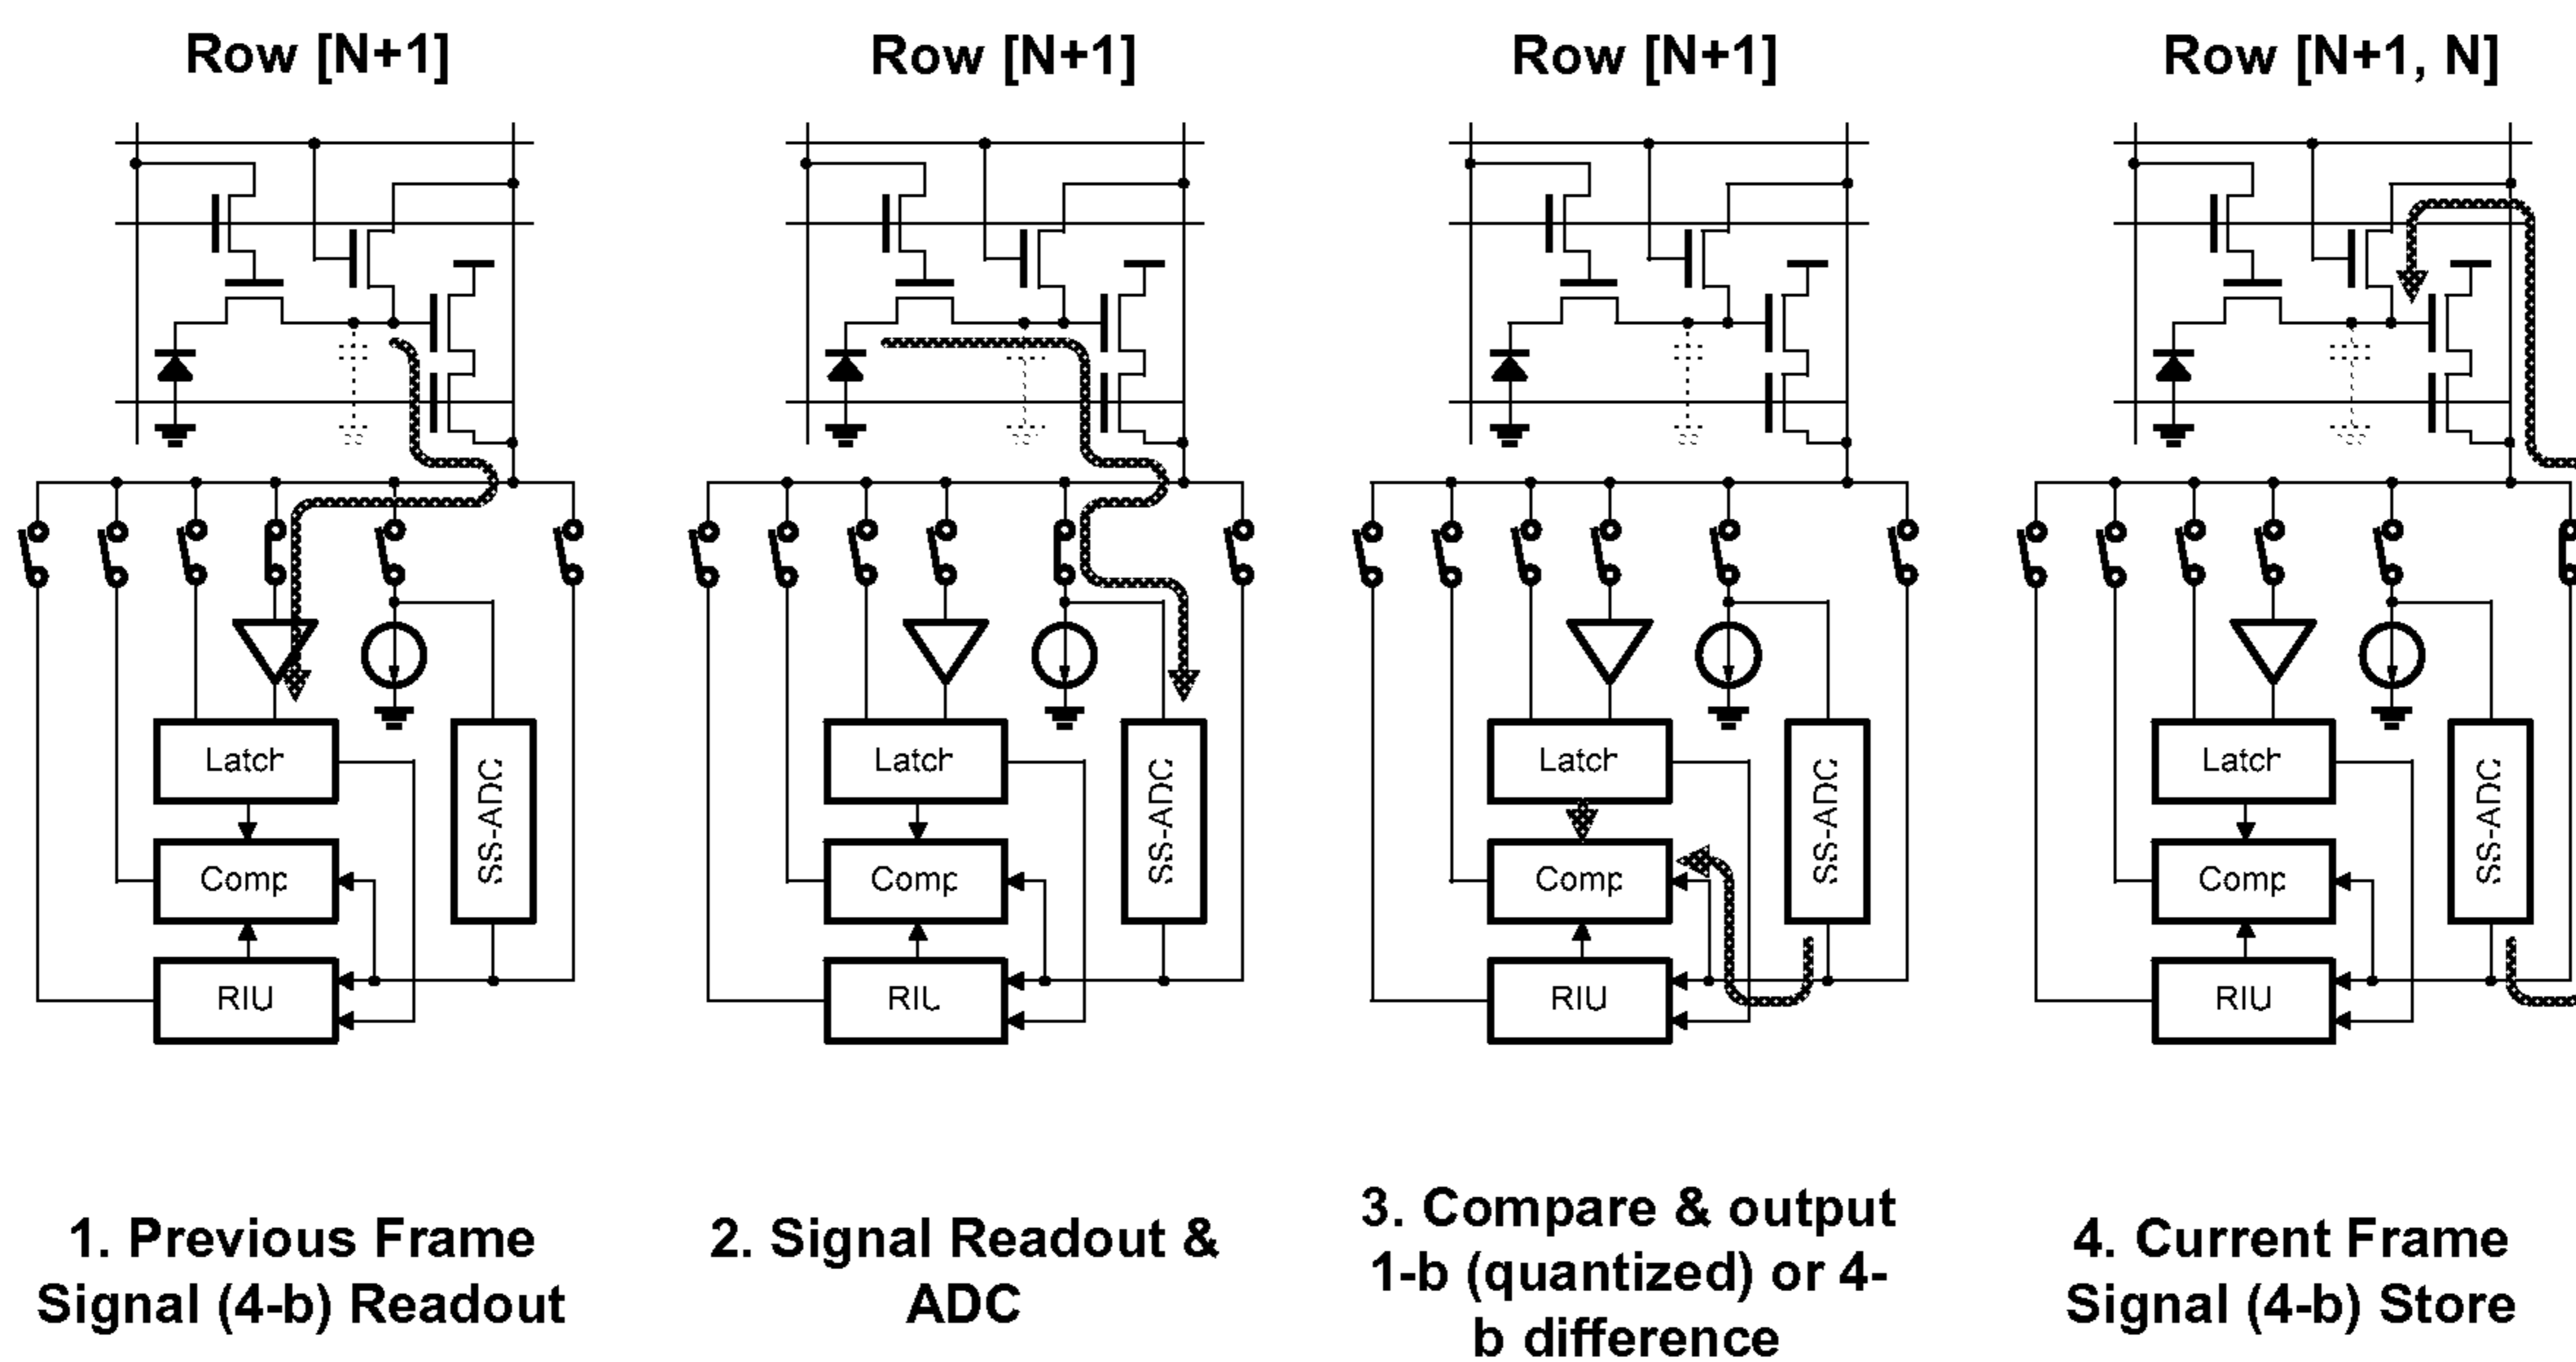 Row [N+1]
Row [N+1]
Row [N+1]
Row [N+1, N]
Latch
Comp
RIU
SS-ADC
Latch
Comp
RIU
SS-ADC
Latch
Comp
RIU
SS-ADC
Latch
Comp
RIU
SS-ADC
1. Previous Frame
Signal (4-b) Readout
2. Signal Readout &
ADC
3. Compare & output
1-b (quantized) or 4-
b difference
4. Current Frame
Signal (4-b) Store